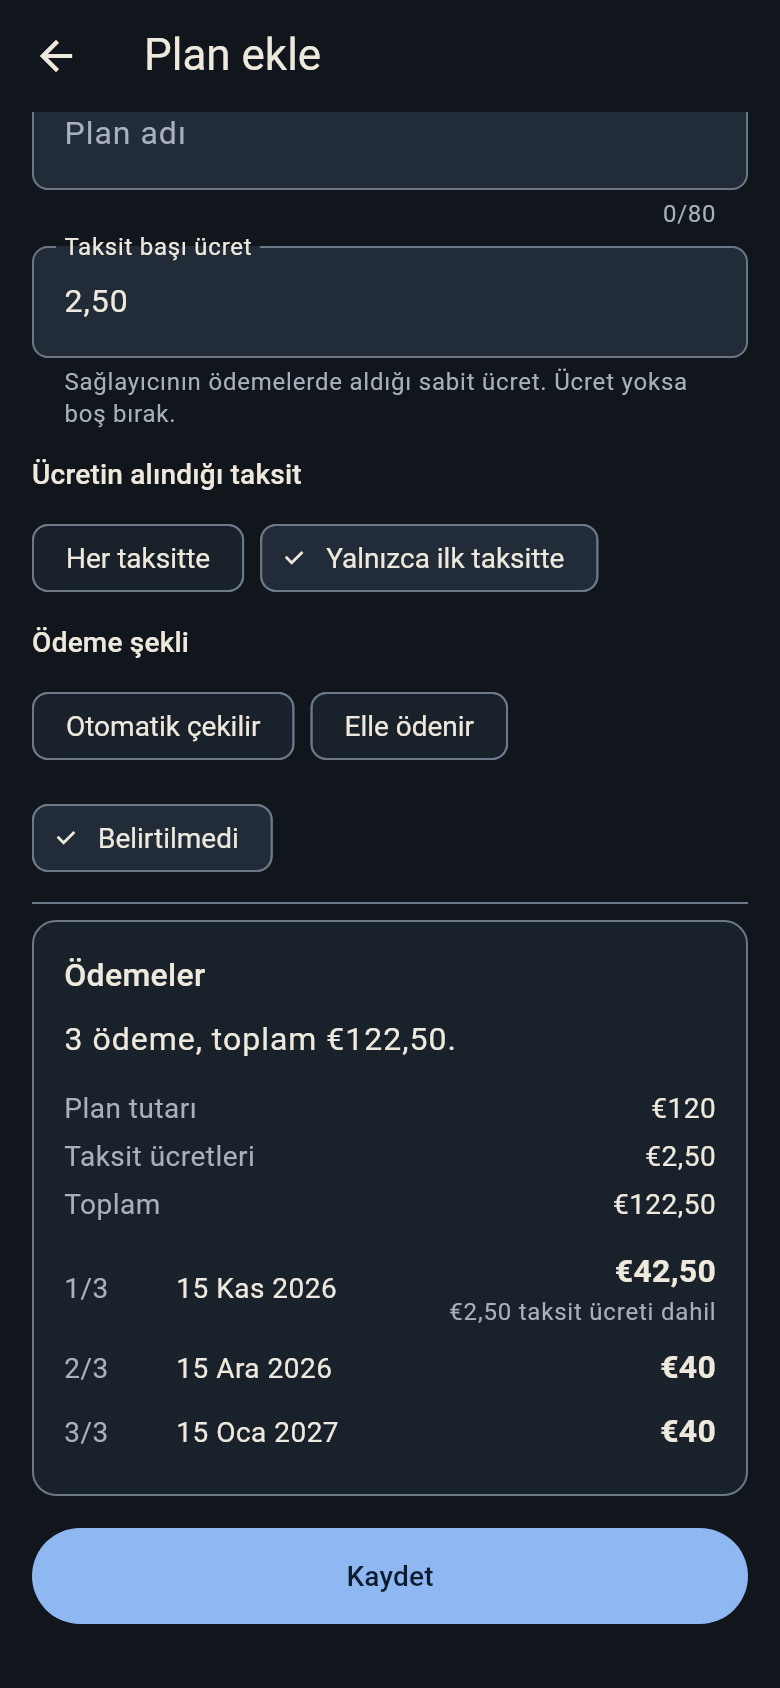 Plan ekle
Plan adı
0/80
Taksit başı ücret
2,50
Sağlayıcının ödemelerde aldığı sabit ücret. Ücret yoksa
boş bırak.
Ücretin alındığı taksit
Her taksitte
Yalnızca ilk taksitte
Ödeme şekli
Otomatik çekilir
Elle ödenir
Belirtilmedi
Ödemeler
3 ödeme, toplam €122,50.
Plan tutarı €120
Taksit ücretleri €2,50
Toplam €122,50
1/3 15 Kas 2026 €42,50
€2,50 taksit ücreti dahil
2/3 15 Ara 2026 €40
3/3 15 Oca 2027 €40
Kaydet